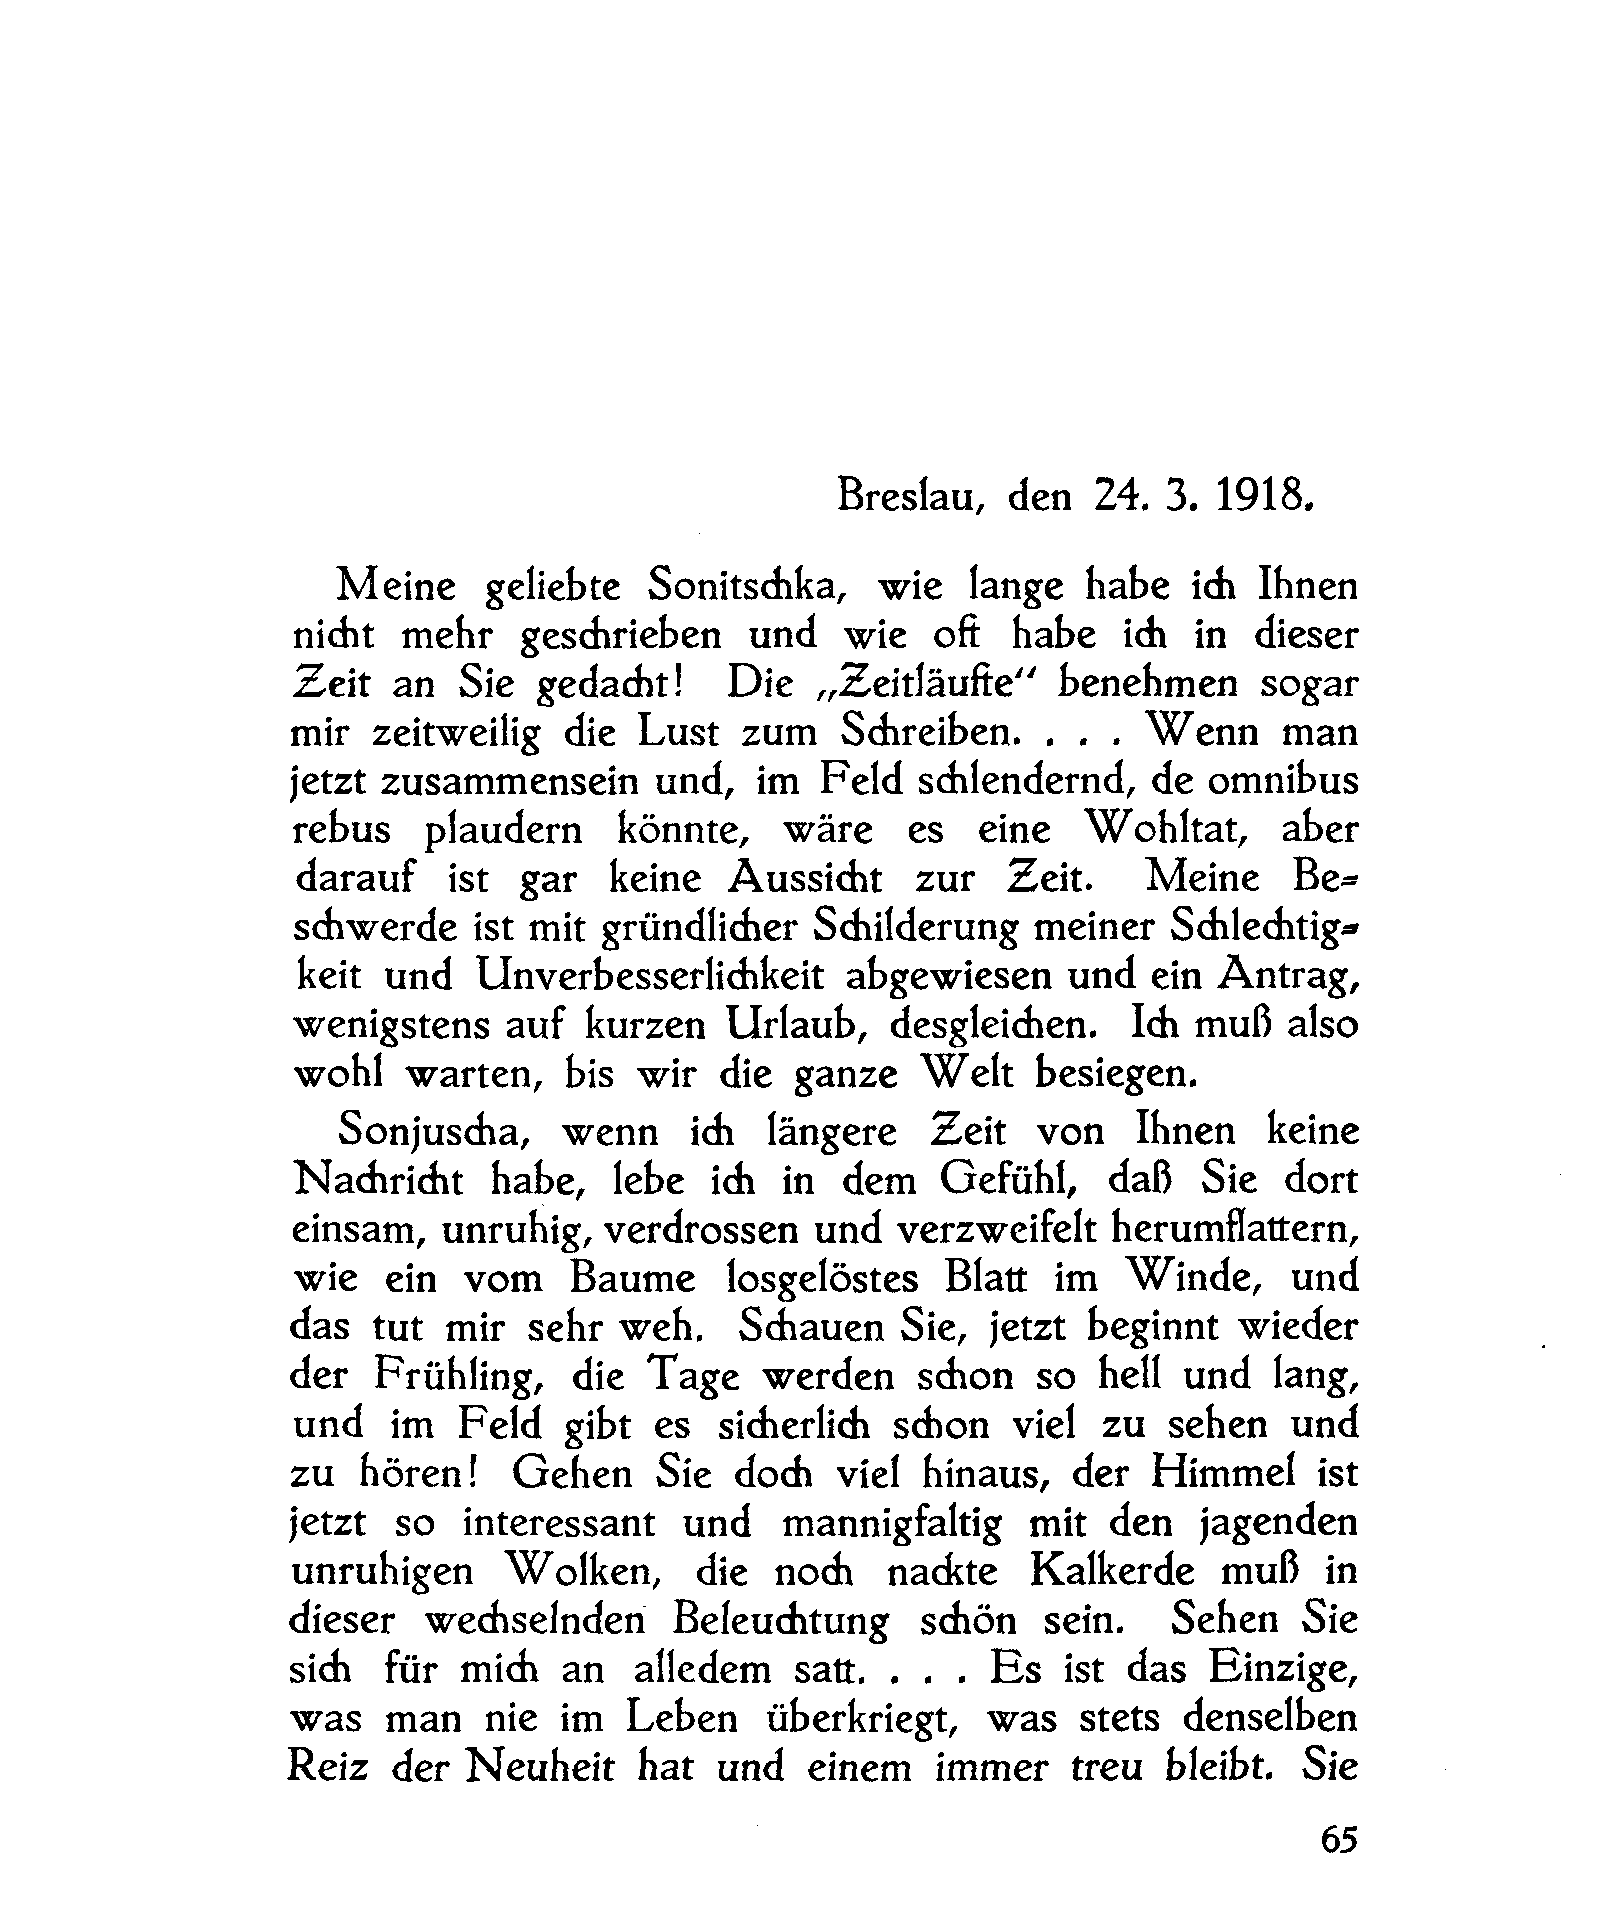 Breslau, den 24. 3. 1918.
Meine geliebte Sonitschka, wie lange habe ich Ihnen
nicht mehr geschrieben und wie oft habe ich in dieser
Zeit an Sie gedacht! Die „Zeitläufte“ benehmen sogar
mir zeitweilig die Lust zum Schreiben. . . . Wenn man
jetzt zusammensein und, im Feld schlendernd, de omnibus
rebus plaudern könnte, wäre es eine Wohltat, aber
darauf ist gar keine Aussicht zur Zeit. Meine Be-
schwerde ist mit gründlicher Schilderung meiner Schlechtig-
keit und Unverbesserlichkeit abgewiesen und ein Antrag,
wenigstens auf kurzen Urlaub, desgleichen. Ich muß also
wohl warten, bis wir die ganze Welt besiegen.
Sonjuscha, wenn ich längere Zeit von Ihnen keine
Nachricht habe, lebe ich in dem Gefühl, daß Sie dort
einsam, unruhig, verdrossen und verzweifelt herumflattern,
wie ein vom Baume losgelöstes Blatt im Winde, und
das tut mir sehr weh. Schauen Sie, jetzt beginnt wieder
der Frühling, die Tage werden schon so hell und lang,
und im Feld gibt es sicherlich schon viel zu sehen und
zu hören! Gehen Sie doch viel hinaus, der Himmel ist
jetzt so interessant und mannigfaltig mit den jagenden
unruhigen Wolken, die noch nackte Kalkerde muß in
dieser wechselnden Beleuchtung schön sein. Sehen Sie
sich für mich an alledem satt. . . . Es ist das Einzige,
was man nie im Leben überkriegt, was stets denselben
Reiz der Neuheit hat und einem immer treu bleibt. Sie
65